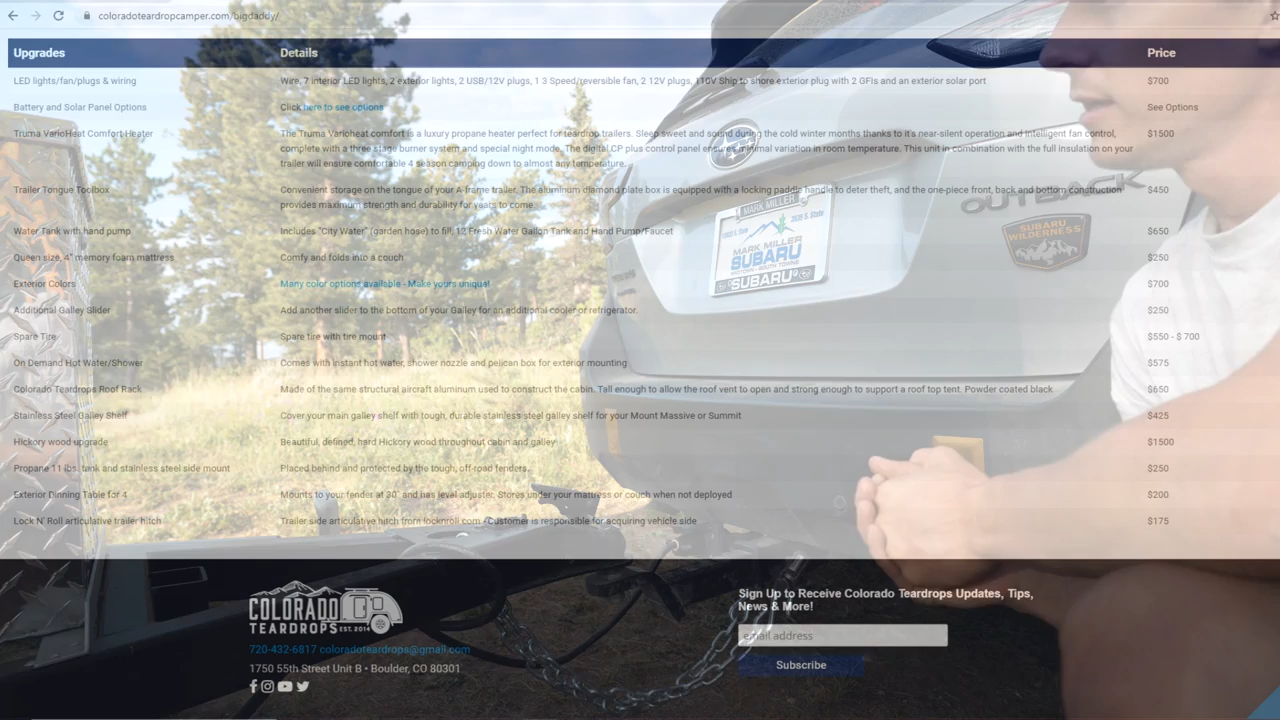 coloradoteardropcamper.com/bigdaddy/
Upgrades Details Price
LED lights/fan/plugs & wiring Wire, 7 interior LED lights, 2 exterior lights, 2 USB/12V plugs, 1 3 Speed/reversible fan, 2 12V plugs, 110V Ship to shore exterior plug with 2 GFIs and an exterior solar port $700
Battery and Solar Panel Options Click here to see options See Options
Truma VarioHeat Comfort Heater The Truma Varioheat comfort is a luxury propane heater perfect for teardrop trailers. Sleep sweet and sound during the cold winter months thanks to it's near-silent operation and intelligent fan control, $1500
complete with a three stage burner system and special night mode. The digital CP plus control panel ensures minimal variation in room temperature. This unit in combination with the full insulation on your
trailer will ensure comfortable 4 season camping down to almost any temperature.
Trailer Tongue Toolbox Convenient storage on the tongue of your A-frame trailer. The aluminum diamond plate box is equipped with a locking paddle handle to deter theft, and the one-piece front, back and bottom construction $450
provides maximum strength and durability for years to come.
Water Tank with hand pump Includes "City Water" (garden hose) to fill, 12 Fresh Water Gallon Tank and Hand Pump/Faucet $650
Queen size, 4" memory foam mattress Comfy and folds into a couch $250
Exterior Colors Many color options available - Make yours unique! $700
Additional Galley Slider Add another slider to the bottom of your Galley for an additional cooler or refrigerator. $250
Spare Tire Spare tire with tire mount $550 - $ 700
On Demand Hot Water/Shower Comes with instant hot water, shower nozzle and pelican box for exterior mounting $575
Colorado Teardrops Roof Rack Made of the same structural aircraft aluminum used to construct the cabin. Tall enough to allow the roof vent to open and strong enough to support a roof top tent. Powder coated black $650
Stainless Steel Galley Shelf Cover your main galley shelf with tough, durable stainless steel galley shelf for your Mount Massive or Summit $425
Hickory wood upgrade Beautiful, defined, hard Hickory wood throughout cabin and galley $1500
Propane 11 lbs. tank and stainless steel side mount Placed behind and protected by the tough, off-road fenders. $250
Exterior Dinning Table for 4 Mounts to your fender at 30" and has level adjuster. Stores under your mattress or couch when not deployed $200
Lock N' Roll articulative trailer hitch Trailer side articulative hitch from locknroll.com - Customer is responsible for acquiring vehicle side $175
OUTBACK
SUBARU
WILDERNESS
MARK MILLER
MARK MILLER
SUBARU
MIDTOWN - SOUTH TOWNE
SUBARU
COLORADO
TEARDROPS EST. 2014
720-432-6817 coloradoteardrops@gmail.com
1750 55th Street Unit B • Boulder, CO 80301
Sign Up to Receive Colorado Teardrops Updates, Tips,
News & More!
email address
Subscribe